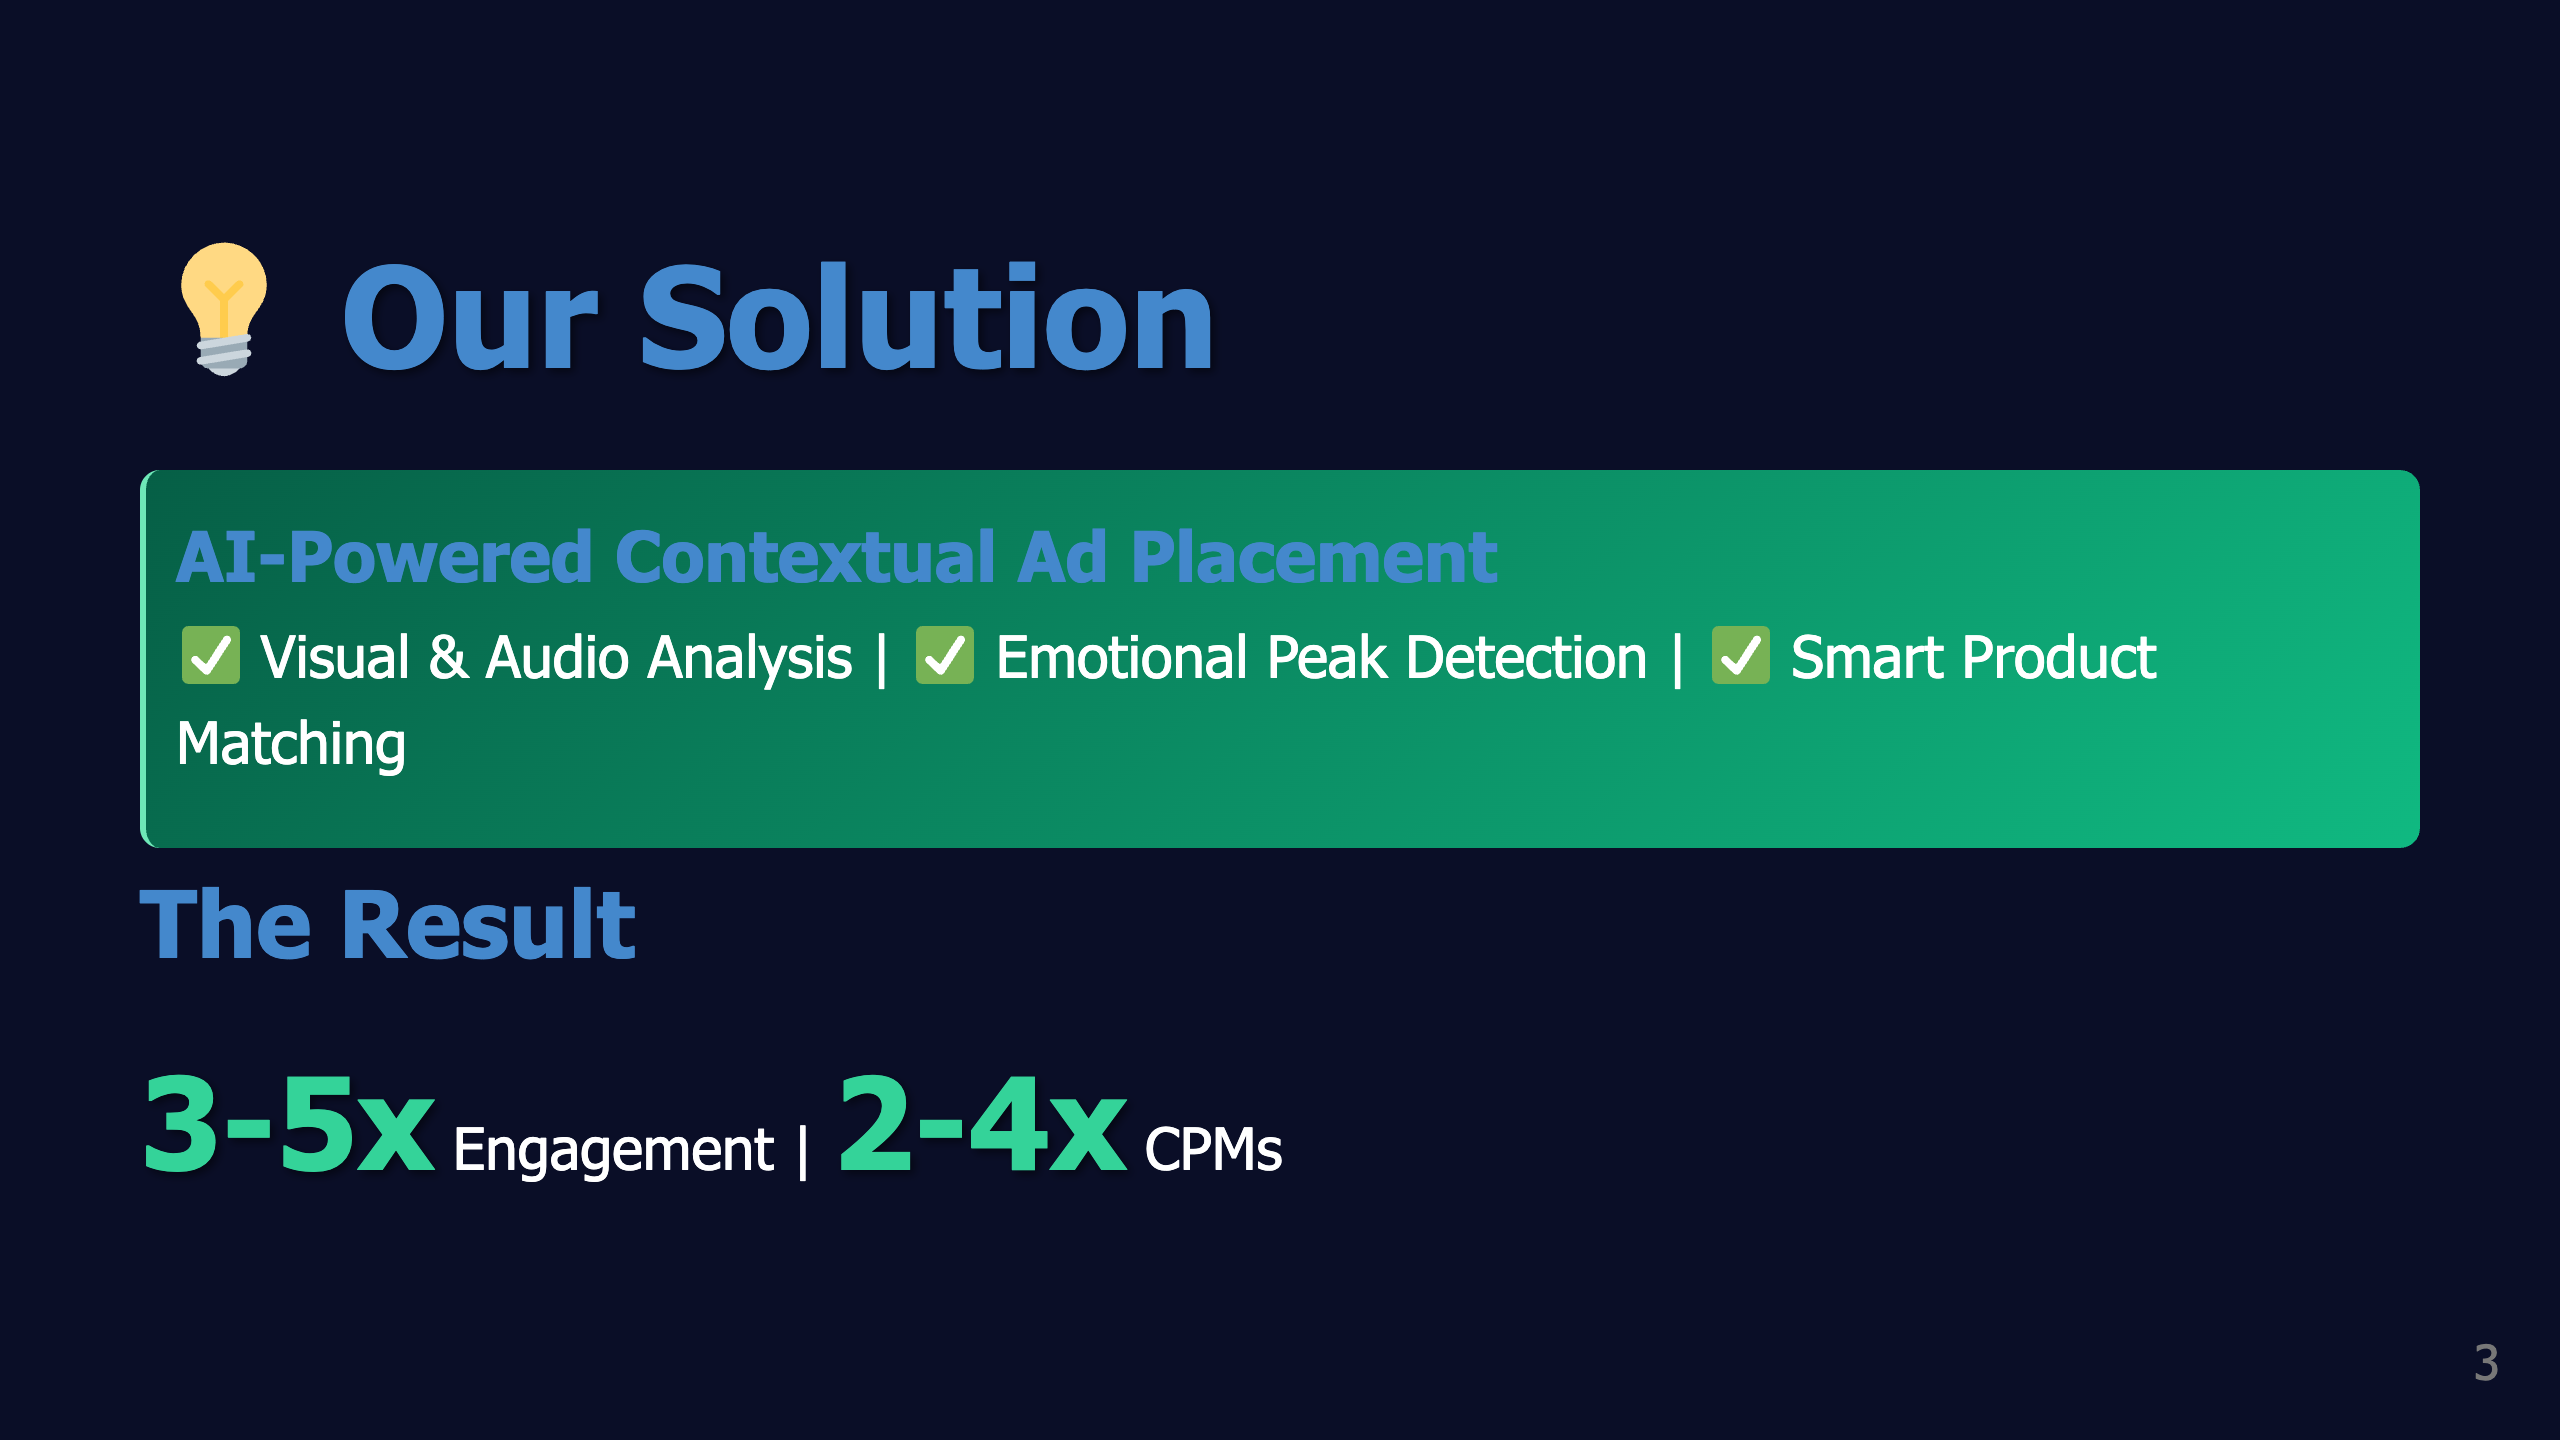 💡 Our Solution
AI-Powered Contextual Ad Placement
✅ Visual & Audio Analysis | ✅ Emotional Peak Detection | ✅ Smart Product
Matching
The Result
3-5x Engagement | 2-4x CPMs
3